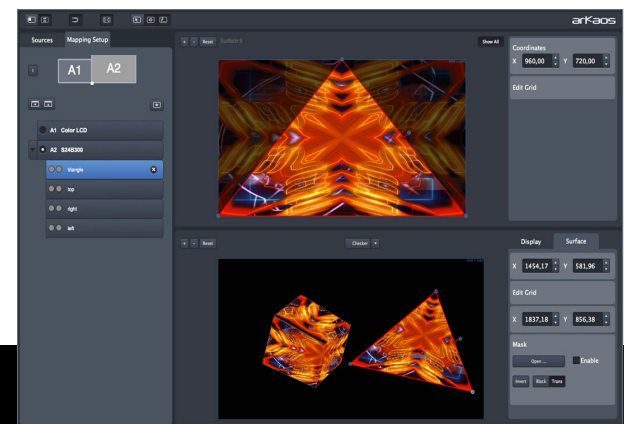 arKaos
Sources
Mapping Setup
+ - Reset Surface 8
Show All
Coordinates
X 960,00 Y 720,00
Edit Grid
A1
A2
A1 Color LCD
A2 S24B300
triangle
top
right
left
+ - Reset
Checker
Display
Surface
X 1454,17 Y 581,96
Edit Grid
X 1837,18 Y 856,38
Mask
Open ...
Enable
Invert
Black
Trans